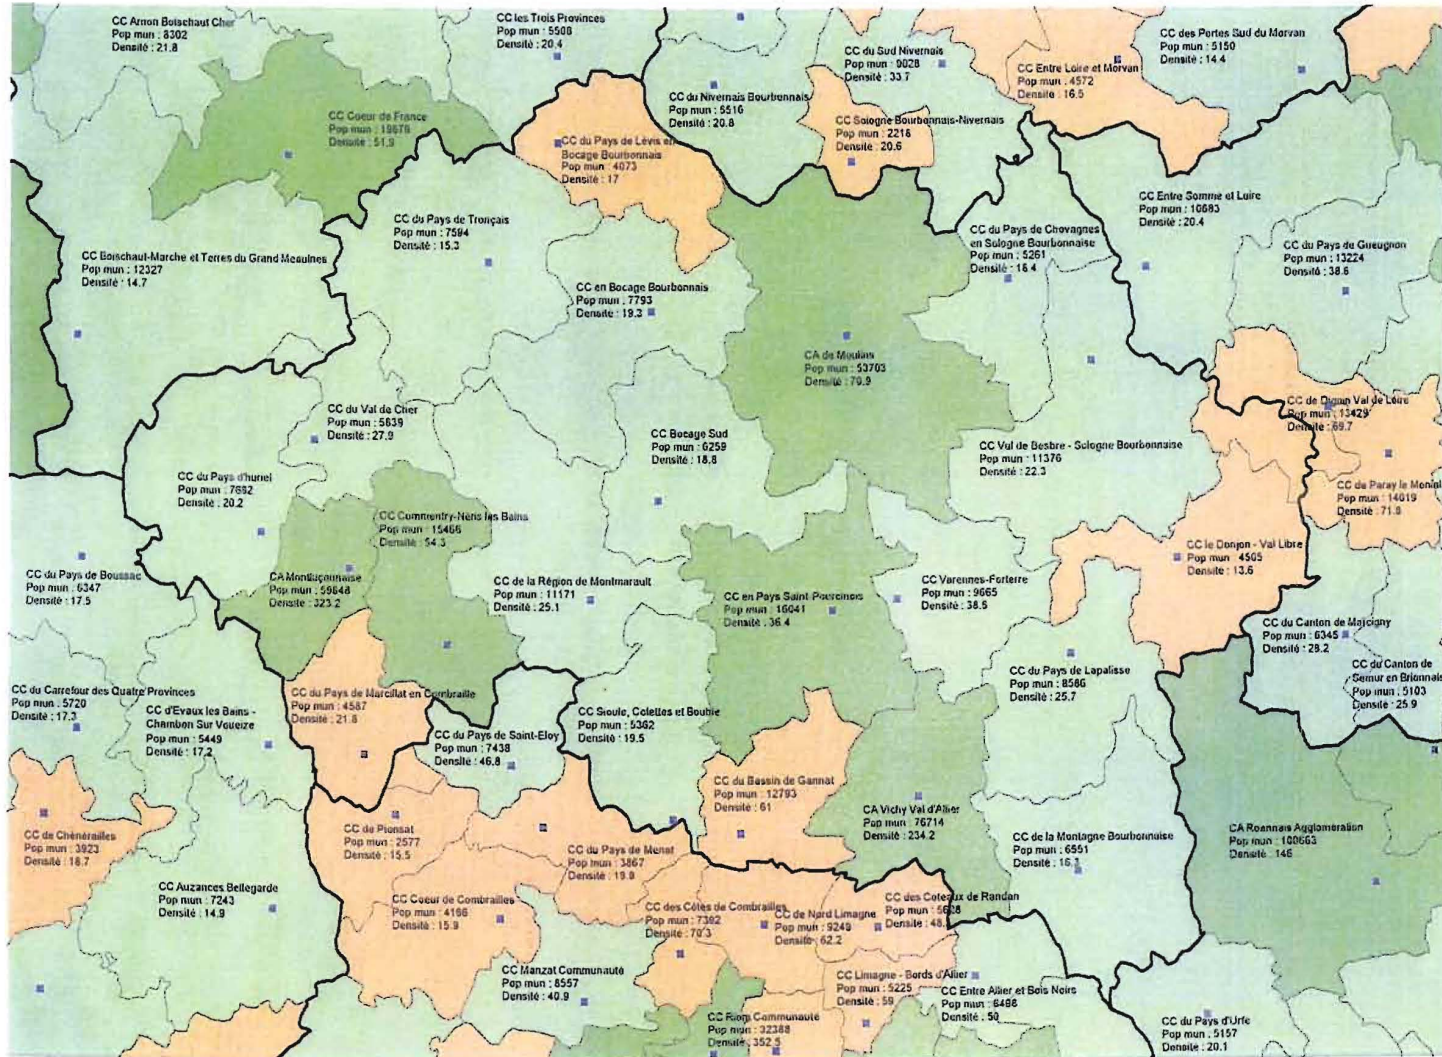 CC Arnon Boischaut Cher
Pop mun : 8302
Densité : 21.8
CC les Trois Provinces
Pop mun : 5508
Densité : 20.4
CC du Sud Nivernais
Pop mun : 9028
Densité : 33.7
CC Entre Loire et Morvan
Pop mun : 4572
Densité : 16.5
CC des Portes Sud du Morvan
Pop mun : 5150
Densité : 14.4
CC Coeur de France
Pop mun : 19676
Densité : 51.9
CC du Nivernais Bourbonnais
Pop mun : 5516
Densité : 20.8
CC Sologne Bourbonnais-Nivernais
Pop mun : 2216
Densité : 20.6
CC du Pays de Lévis en
Bocage Bourbonnais
Pop mun : 4073
Densité : 17
CC du Pays de Tronçais
Pop mun : 7594
Densité : 15.3
CC Entre Somme et Loire
Pop mun : 10683
Densité : 20.4
CC du Pays de Chevagnes
en Sologne Bourbonnaise
Pop mun : 5261
Densité : 16.4
CC du Pays de Gueugnon
Pop mun : 13224
Densité : 38.6
CC Boischaut-Marche et Terres du Grand Meaulnes
Pop mun : 12327
Densité : 14.7
CC en Bocage Bourbonnais
Pop mun : 7793
Densité : 19.3
CA de Moulins
Pop mun : 53703
Densité : 70.9
CC du Val de Cher
Pop mun : 5639
Densité : 27.9
CC de Digoin Val de Loire
Pop mun : 13429
Densité : 69.7
CC Bocage Sud
Pop mun : 6259
Densité : 18.8
CC Val de Besbre - Sologne Bourbonnaise
Pop mun : 11376
Densité : 22.3
CC du Pays d'huriel
Pop mun : 7682
Densité : 20.2
CC de Paray le Monial
Pop mun : 14019
Densité : 71.8
CC Commentry-Néris les Bains
Pop mun : 15466
Densité : 54.3
CC le Donjon - Val Libre
Pop mun : 4505
Densité : 13.6
CC du Pays de Boussac
Pop mun : 6347
Densité : 17.5
CA Montluçonnaise
Pop mun : 59848
Densité : 323.2
CC de la Région de Montmarault
Pop mun : 11171
Densité : 25.1
CC en Pays Saint-Pourcinois
Pop mun : 16041
Densité : 36.4
CC Varennes-Forterre
Pop mun : 9665
Densité : 38.5
CC du Canton de Marcigny
Pop mun : 6345
Densité : 28.2
CC du Pays de Lapalisse
Pop mun : 8586
Densité : 25.7
CC du Canton de
Semur en Brionnais
Pop mun : 5103
Densité : 25.9
CC du Carrefour des Quatre Provinces
Pop mun : 5720
Densité : 17.3
CC d'Evaux les Bains -
Chambon Sur Voueize
Pop mun : 5449
Densité : 17.2
CC du Pays de Marcillat en Combraille
Pop mun : 4587
Densité : 21.8
CC du Pays de Saint-Eloy
Pop mun : 7438
Densité : 46.8
CC Sioule, Colettes et Bouble
Pop mun : 5362
Densité : 19.5
CC du Bassin de Gannat
Pop mun : 12793
Densité : 61
CA Vichy Val d'Allier
Pop mun : 76714
Densité : 234.2
CC de la Montagne Bourbonnaise
Pop mun : 6551
Densité : 16.3
CA Roannais Agglomération
Pop mun : 100663
Densité : 146
CC de Chénérailles
Pop mun : 3923
Densité : 18.7
CC de Pionsat
Pop mun : 2577
Densité : 15.5
CC du Pays de Menat
Pop mun : 3867
Densité : 19.9
CC Auzances Bellegarde
Pop mun : 7243
Densité : 14.9
CC Coeur de Combrailles
Pop mun : 4166
Densité : 15.9
CC des Côtes de Combrailles
Pop mun : 7392
Densité : 70.3
CC de Nord Limagne
Pop mun : 9249
Densité : 62.2
CC des Coteaux de Randan
Pop mun : 5628
Densité : 48.
CC Manzat Communauté
Pop mun : 8557
Densité : 40.9
CC Limagne - Bords d'Allier
Pop mun : 5225
Densité : 59
CC Entre Allier et Bois Noirs
Pop mun : 6498
Densité : 50
CC Riom Communauté
Pop mun : 32388
Densité : 352.5
CC du Pays d'Urfé
Pop mun : 5157
Densité : 20.1